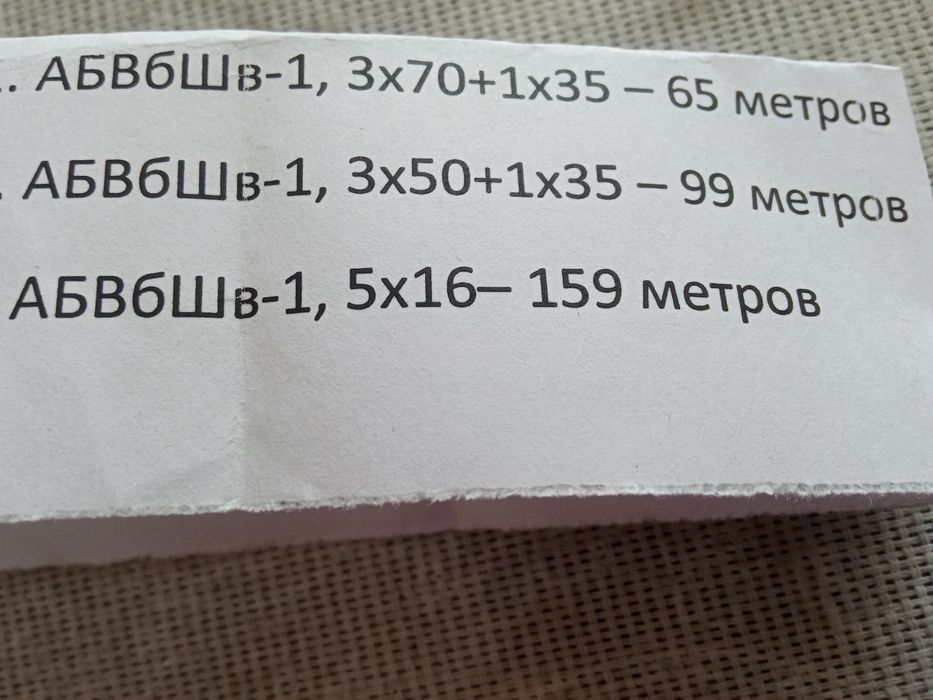 . АБВбШв-1, 3х70+1х35 – 65 метров
. АБВбШв-1, 3х50+1х35 – 99 метров
АБВбШв-1, 5х16– 159 метров